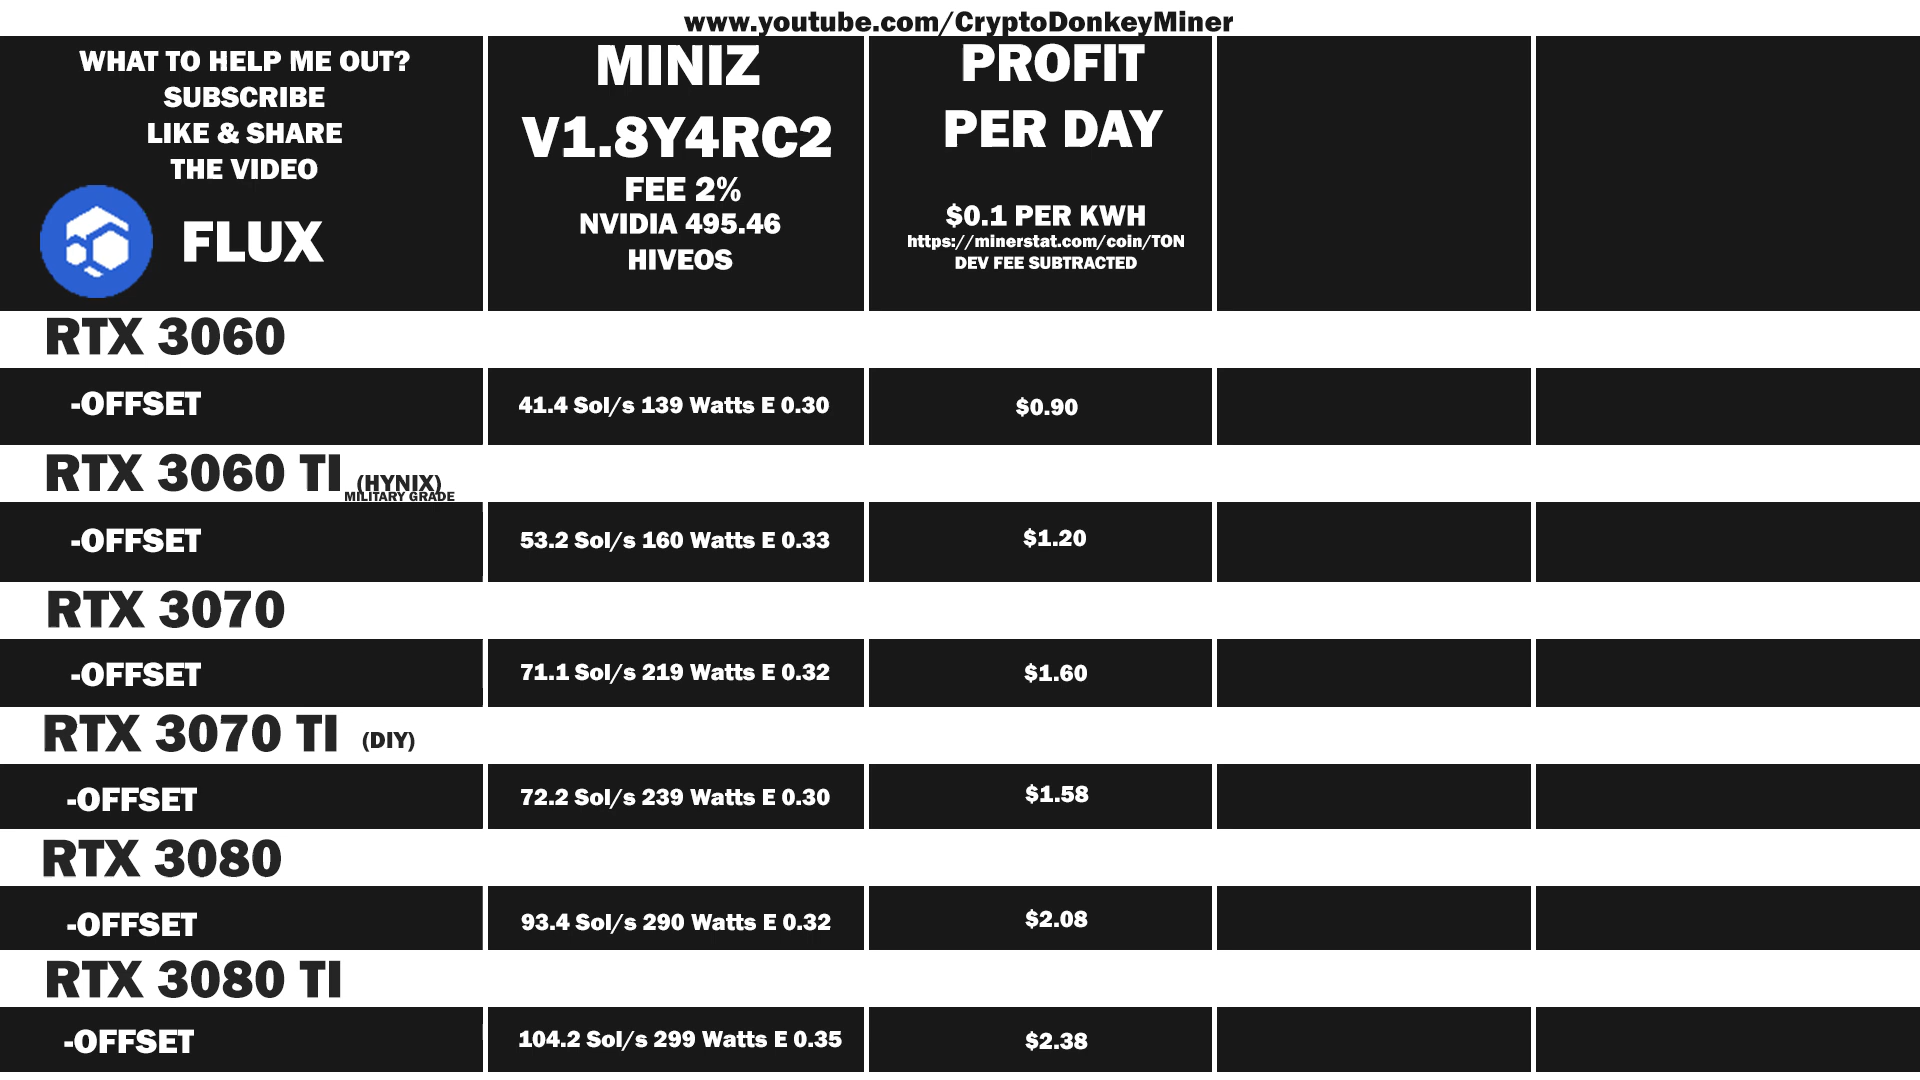 www.youtube.com/CryptoDonkeyMiner
WHAT TO HELP ME OUT?
SUBSCRIBE
LIKE & SHARE
THE VIDEO
FLUX
MINIZ
V1.8Y4RC2
FEE 2%
NVIDIA 495.46
HIVEOS
PROFIT
PER DAY
$0.1 PER KWH
https://minerstat.com/coin/TON
DEV FEE SUBTRACTED
RTX 3060
-OFFSET
41.4 Sol/s 139 Watts E 0.30
$0.90
RTX 3060 TI (HYNIX)
MILITARY GRADE
-OFFSET
53.2 Sol/s 160 Watts E 0.33
$1.20
RTX 3070
-OFFSET
71.1 Sol/s 219 Watts E 0.32
$1.60
RTX 3070 TI (DIY)
-OFFSET
72.2 Sol/s 239 Watts E 0.30
$1.58
RTX 3080
-OFFSET
93.4 Sol/s 290 Watts E 0.32
$2.08
RTX 3080 TI
-OFFSET
104.2 Sol/s 299 Watts E 0.35
$2.38